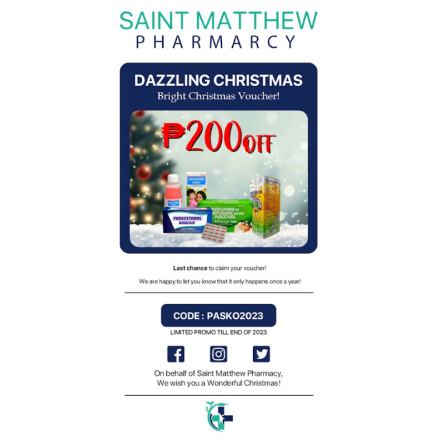 SAINT MATTHEW
PHARMARCY
DAZZLING CHRISTMAS
Bright Christmas Voucher!
₱200OFF
PARACETAMOL
Last chance to claim your voucher!
We are happy to let you know that it only happens once a year!
CODE : PASKO2023
LIMITED PROMO TILL END OF 2023
On behalf of Saint Matthew Pharmacy,
We wish you a Wonderful Christmas!